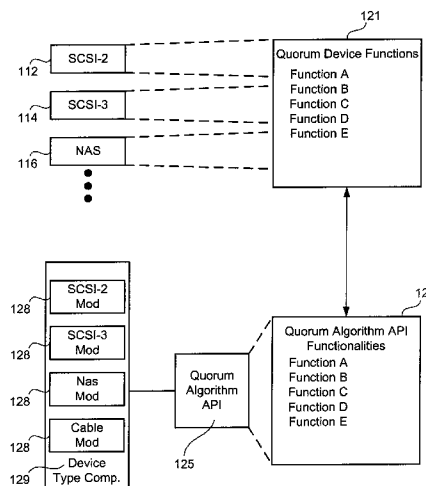 121
SCSI-2
112
SCSI-3
114
NAS
116
Quorum Device Functions
Function A
Function B
Function C
Function D
Function E
SCSI-2
Mod
128
SCSI-3
Mod
128
Nas
Mod
128
Cable
Mod
128
Device
Type Comp.
129
Quorum
Algorithm
API
125
Quorum Algorithm API
Functionalities
Function A
Function B
Function C
Function D
Function E